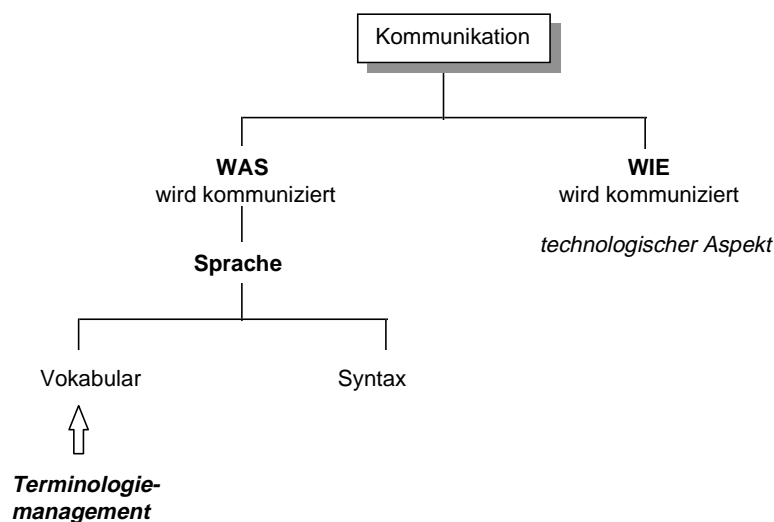 Kommunikation
WAS
wird kommuniziert
WIE
wird kommuniziert
technologischer Aspekt
Sprache
Vokabular
Syntax
Terminologie-
management